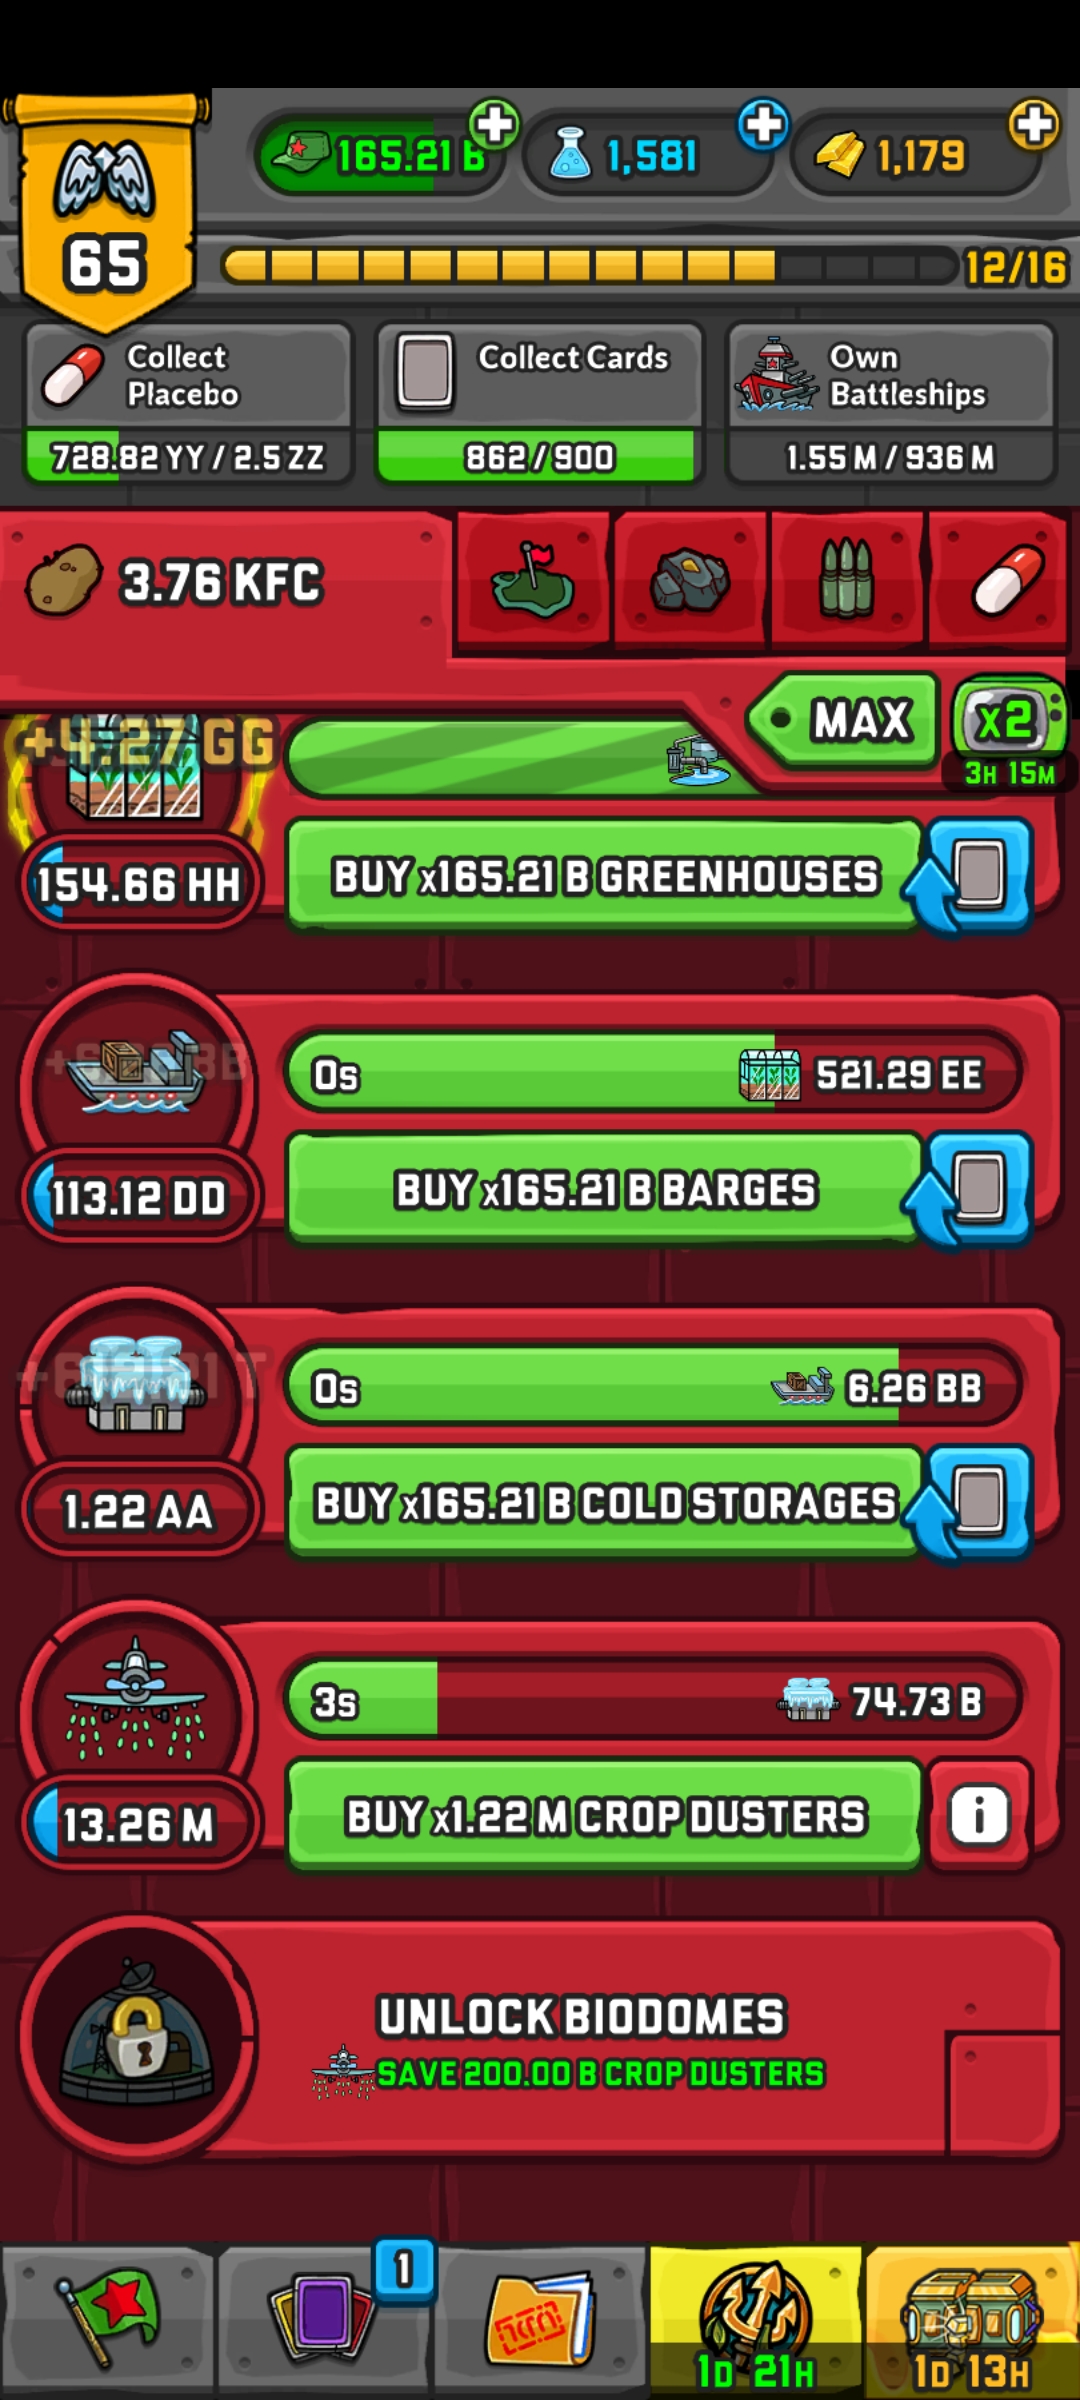 165.21 B
1,581
1,179
65
12/16
Collect
Placebo
728.82 YY / 2.5 ZZ
Collect Cards
862/900
Own
Battleships
1.55 M / 936 M
3.76 KFC
MAX
x2
3H 15M
+4.27 GG
154.66 HH
BUY x165.21 B GREENHOUSES
0s
521.29 EE
113.12 DD
BUY x165.21 B BARGES
0s
6.26 BB
1.22 AA
BUY x165.21 B COLD STORAGES
3s
74.73 B
13.26 M
BUY x1.22 M CROP DUSTERS
i
UNLOCK BIODOMES
SAVE 200.00 B CROP DUSTERS
1
1D 21H
1D 13H